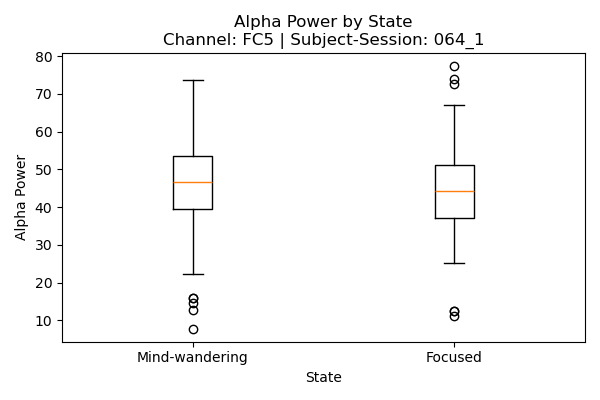 Alpha Power by State
Channel: FC5 | Subject-Session: 064_1
80
70
60
50
40
30
20
10
Alpha Power
Mind-wandering
Focused
State